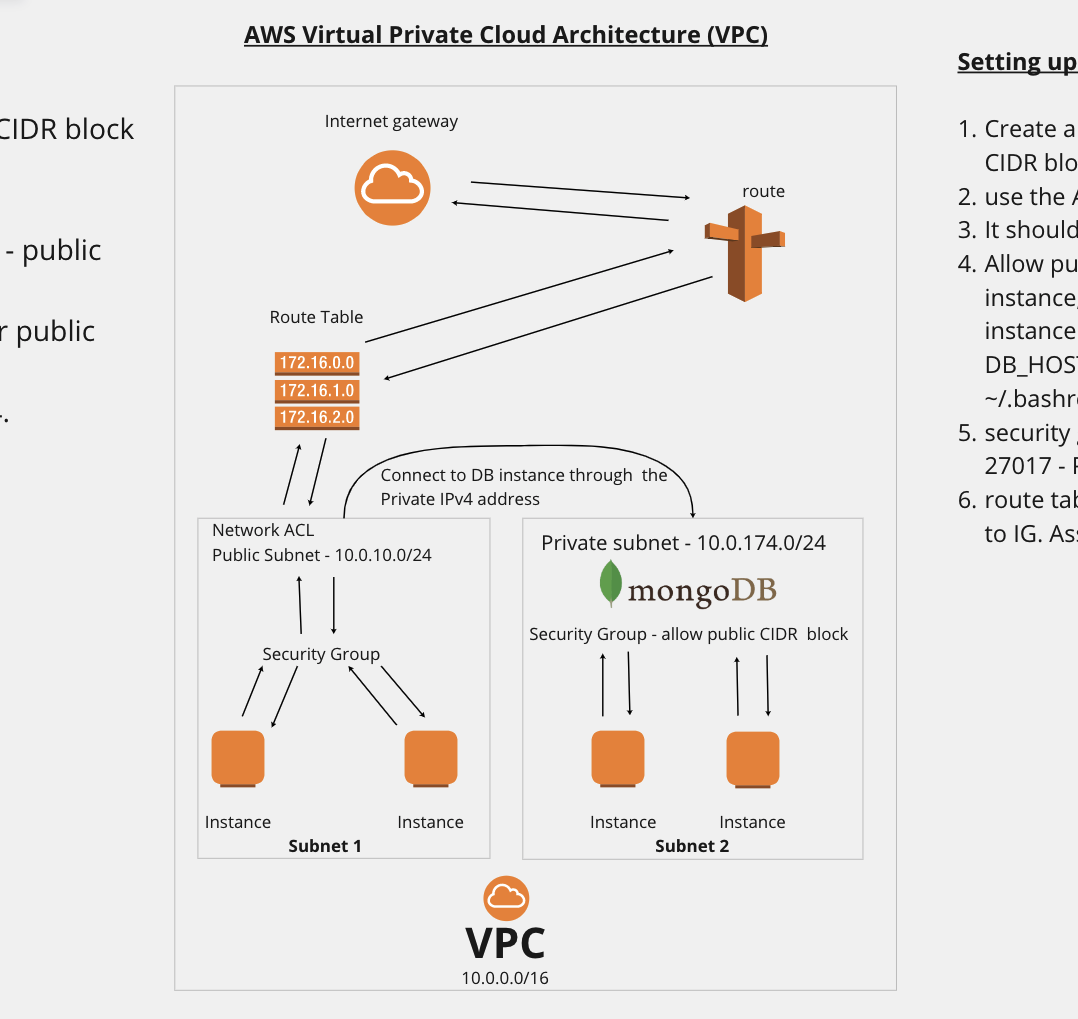 AWS Virtual Private Cloud Architecture (VPC)
CIDR block
- public
r public
Internet gateway
route
Route Table
172.16.0.0
172.16.1.0
172.16.2.0
Connect to DB instance through the
Private IPv4 address
Network ACL
Public Subnet - 10.0.10.0/24
Security Group
Instance
Instance
Subnet 1
Private subnet - 10.0.174.0/24
mongoDB
Security Group - allow public CIDR block
Instance
Instance
Subnet 2
VPC
10.0.0.0/16
Setting up
1. Create a
CIDR blo
2. use the A
3. It should
4. Allow pu
instance,
instance
DB_HOST
~/.bashr
5. security
27017 - P
6. route tab
to IG. Ass